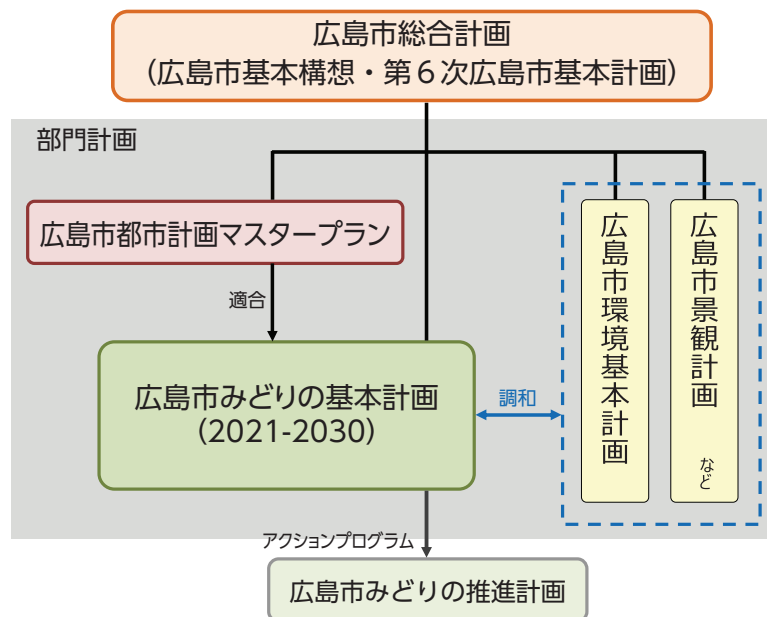 広島市総合計画
（広島市基本構想・第６次広島市基本計画）
部門計画
広島市都市計画マスタープラン
適合
広島市みどりの基本計画
(2021-2030)
調和
広島市環境基本計画
広島市景観計画
など
アクションプログラム
広島市みどりの推進計画